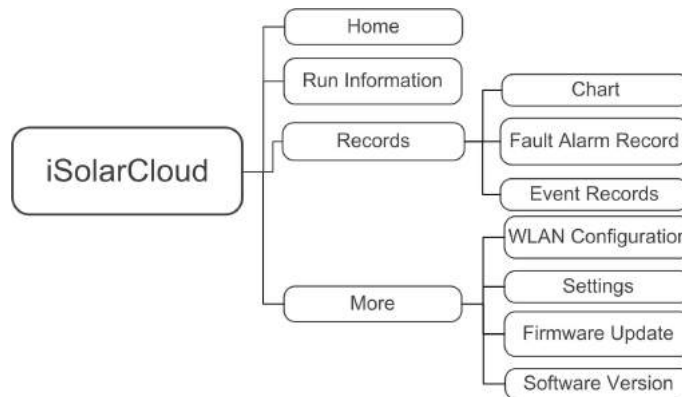 iSolarCloud
Home
Run Information
Records
Chart
Fault Alarm Record
Event Records
More
WLAN Configuration
Settings
Firmware Update
Software Version